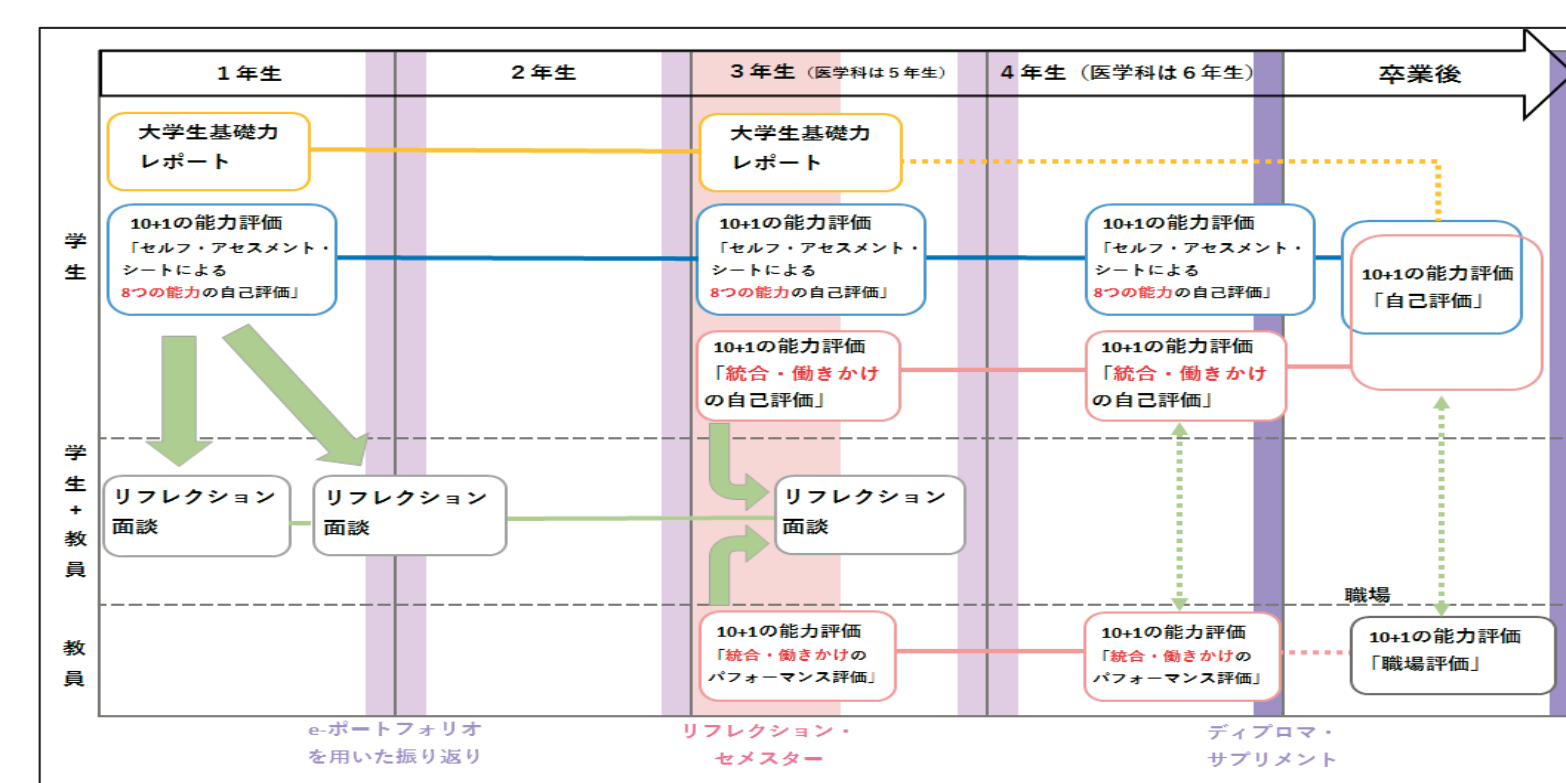 1年生
2年生
3年生（医学科は5年生）
4年生（医学科は6年生）
卒業後
学
生
大学生基礎力
レポート
大学生基礎力
レポート
10+1の能力評価
「セルフ・アセスメント・
シートによる
8つの能力の自己評価」
10+1の能力評価
「セルフ・アセスメント・
シートによる
8つの能力の自己評価」
10+1の能力評価
「セルフ・アセスメント・
シートによる
8つの能力の自己評価」
10+1の能力評価
「自己評価」
10+1の能力評価
「統合・働きかけ
の自己評価」
10+1の能力評価
「統合・働きかけ
の自己評価」
学
生
+
教
員
リフレクション
面談
リフレクション
面談
リフレクション
面談
教
員
10+1の能力評価
「統合・働きかけの
パフォーマンス評価」
10+1の能力評価
「統合・働きかけの
パフォーマンス評価」
職場
10+1の能力評価
「職場評価」
e-ポートフォリオ
を用いた振り返り
リフレクション・
セメスター
ディプロマ・
サプリメント